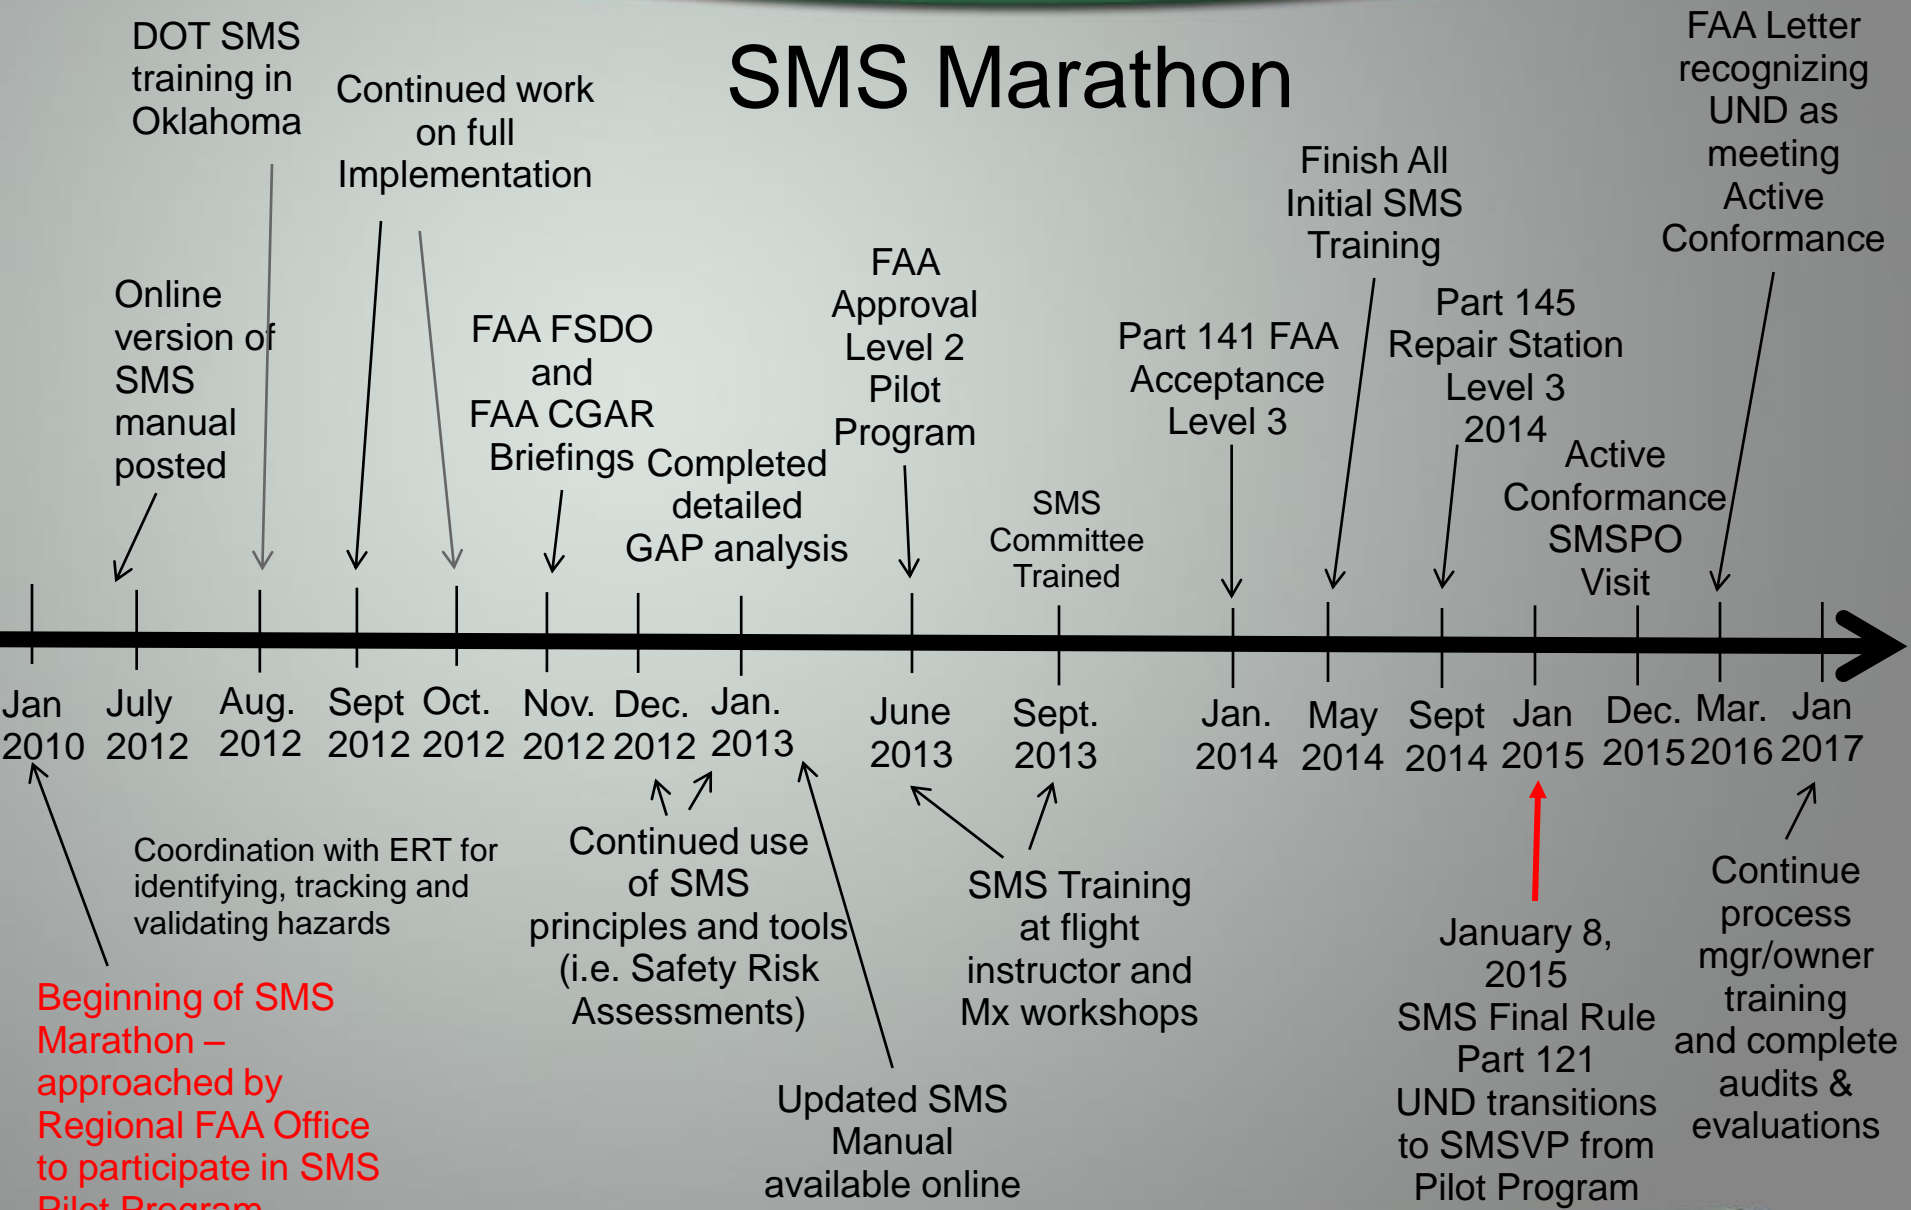 SMS Marathon
DOT SMS
training in
Oklahoma
Continued work
on full
Implementation
Online
version of
SMS
manual
posted
FAA FSDO
and
FAA CGAR
Briefings
Completed
detailed
GAP analysis
FAA
Approval
Level 2
Pilot
Program
SMS
Committee
Trained
Part 141 FAA
Acceptance
Level 3
Finish All
Initial SMS
Training
Part 145
Repair Station
Level 3
2014
Active
Conformance
SMSPO
Visit
FAA Letter
recognizing
UND as
meeting
Active
Conformance
Jan
2010
July
2012
Aug.
2012
Sept
2012
Oct.
2012
Nov.
2012
Dec.
2012
Jan.
2013
June
2013
Sept.
2013
Jan.
2014
May
2014
Sept
2014
Jan
2015
Dec.
2015
Mar.
2016
Jan
2017
Beginning of SMS
Marathon –
approached by
Regional FAA Office
to participate in SMS
Pilot Program
Coordination with ERT for
identifying, tracking and
validating hazards
Continued use
of SMS
principles and tools
(i.e. Safety Risk
Assessments)
Updated SMS
Manual
available online
SMS Training
at flight
instructor and
Mx workshops
January 8,
2015
SMS Final Rule
Part 121
UND transitions
to SMSVP from
Pilot Program
Continue
process
mgr/owner
training
and complete
audits &
evaluations